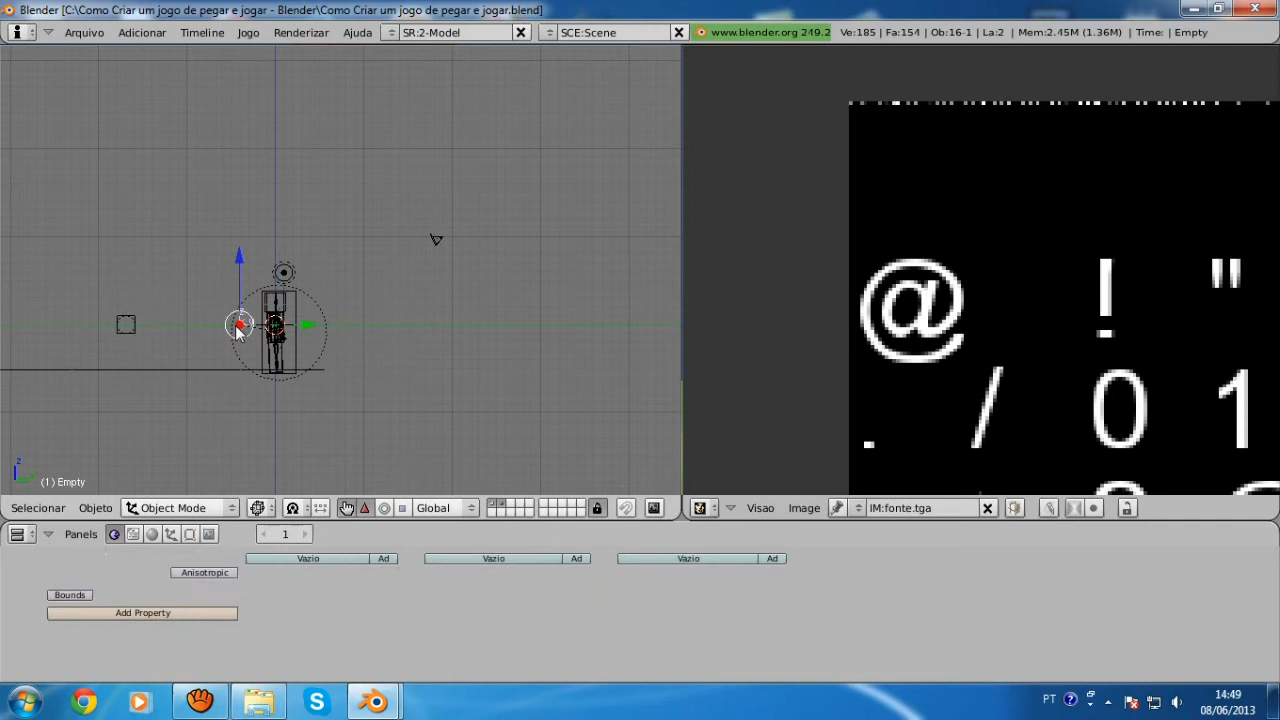 Blender [C:\Como Criar um jogo de pegar e jogar - Blender\Como Criar um jogo de pegar e jogar.blend]
Arquivo Adicionar Timeline Jogo Renderizar Ajuda SR:2-Model SCE:Scene www.blender.org 249.2 Ve:185 | Fa:154 | Ob:16-1 | La:2 | Mem:2.45M (1.36M) | Time: | Empty
@ ! "
. / 0 1
z
(1) Empty
Selecionar Objeto Object Mode Global Visao Image IM:fonte.tga
Panels 1
Vazio Ad Vazio Ad Vazio Ad
Anisotropic
Bounds
Add Property
PT 14:49
08/06/2013